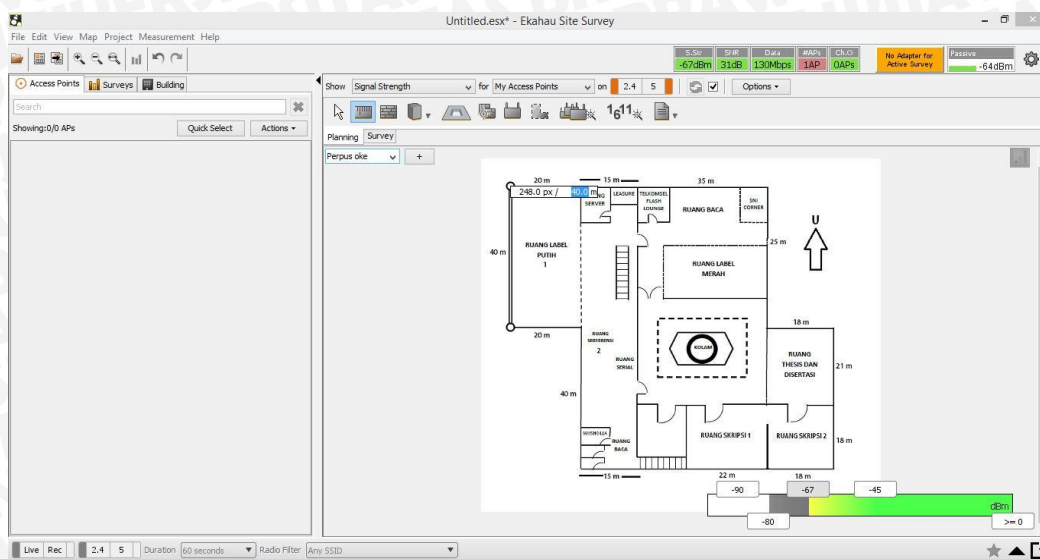 Untitled.esx* - Ekahau Site Survey
File Edit View Map Project Measurement Help
S.Str SNR Data #APs Ch.O
-67dBm 31dB 130Mbps 1AP 0APs
No Adapter for Active Survey
Passive
-64dBm
Access Points Surveys Building
Search
Showing:0/0 APs Quick Select Actions
Show Signal Strength for My Access Points on 2.4 5 Options
1 6 11
Planning Survey
Perpus oke +
20 m 15 m 35 m
248.0 px / 40.0 m
NG
SERVER
LEASURE
TELKOMSEL
FLASH
LOUNGE
RUANG BACA
SNI
CORNER
U
25 m
40 m
RUANG LABEL
PUTIH
1
RUANG LABEL
MERAH
20 m
RUANG
2
RUANG
SERIAL
KOLAM
18 m
RUANG
THESIS DAN
DISERTASI
21 m
40 m
MUSHOLLA
RUANG
BACA
RUANG SKRIPSI 1
RUANG SKRIPSI 2
18 m
15 m
22 m
18 m
-90 -67 -45
dBm
-80 >= 0
Live Rec 2.4 5 Duration 60 seconds Radio Filter Any SSID